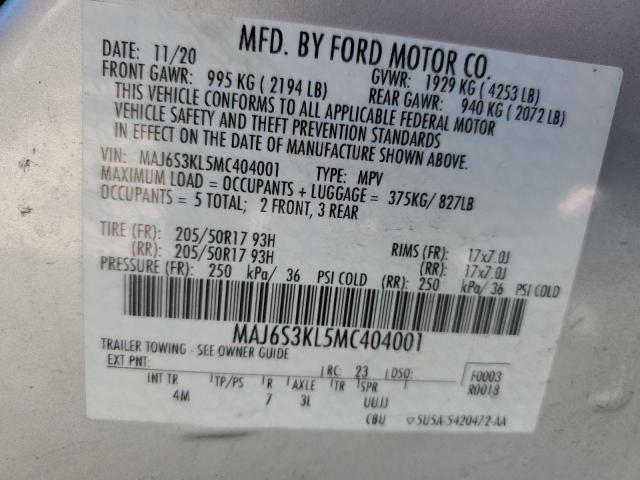 MFD. BY FORD MOTOR CO.
DATE: 11/20 GVWR: 1929 KG ( 4253 LB)
FRONT GAWR: 995 KG ( 2194 LB) REAR GAWR: 940 KG ( 2072 LB)
THIS VEHICLE CONFORMS TO ALL APPLICABLE FEDERAL MOTOR
VEHICLE SAFETY AND THEFT PREVENTION STANDARDS
IN EFFECT ON THE DATE OF MANUFACTURE SHOWN ABOVE.
VIN: MAJ6S3KL5MC404001 TYPE: MPV
MAXIMUM LOAD = OCCUPANTS + LUGGAGE = 375KG/ 827LB
OCCUPANTS = 5 TOTAL; 2 FRONT, 3 REAR
TIRE (FR): 205/50R17 93H RIMS (FR): 17x7.0J
(RR): 205/50R17 93H (RR): 17x7.0J
PRESSURE (FR): 250 kPa/ 36 PSI COLD (RR): 250 kPa/ 36 PSI COLD
MAJ6S3KL5MC404001
TRAILER TOWING - SEE OWNER GUIDE
EXT PNT: RC: 23 DSO: F0003
R0018
INT TR TP/PS R AXLE TR SPR
4M 7 3L UUJJ
CBU 5U5A-5420472-AA